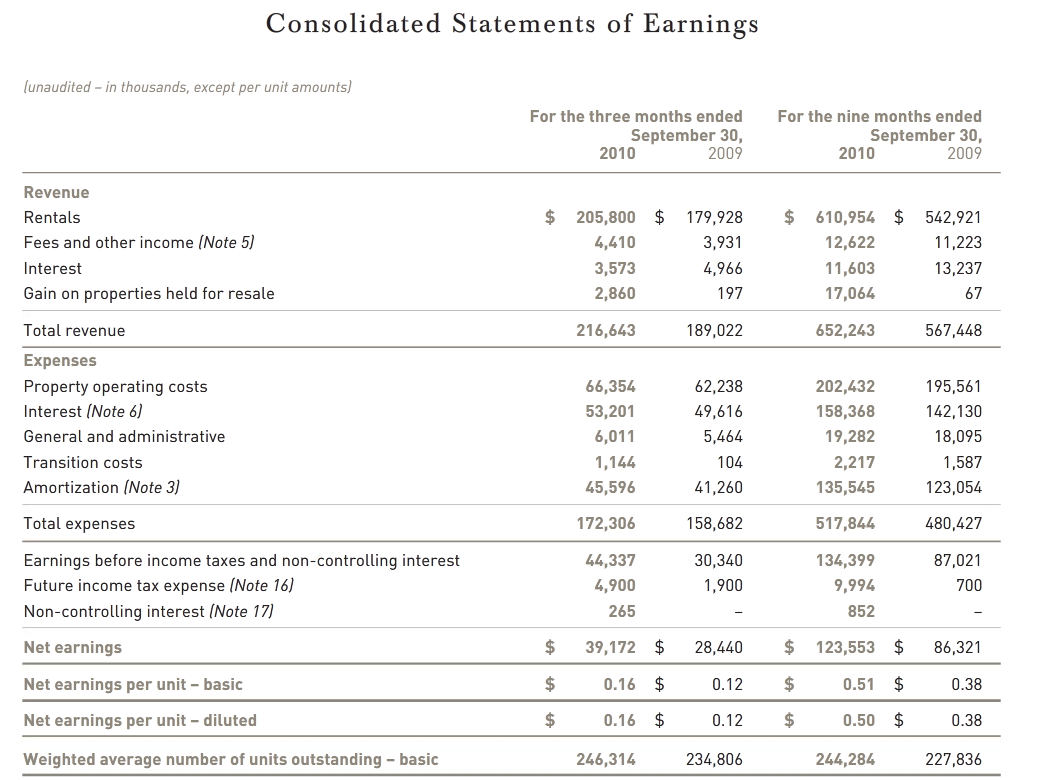 Consolidated Statements of Earnings
(unaudited – in thousands, except per unit amounts)
For the three months ended For the nine months ended
September 30, September 30,
2010 2009 2010 2009
Revenue
Rentals $ 205,800 $ 179,928 $ 610,954 $ 542,921
Fees and other income (Note 5) 4,410 3,931 12,622 11,223
Interest 3,573 4,966 11,603 13,237
Gain on properties held for resale 2,860 197 17,064 67
Total revenue 216,643 189,022 652,243 567,448
Expenses
Property operating costs 66,354 62,238 202,432 195,561
Interest (Note 6) 53,201 49,616 158,368 142,130
General and administrative 6,011 5,464 19,282 18,095
Transition costs 1,144 104 2,217 1,587
Amortization (Note 3) 45,596 41,260 135,545 123,054
Total expenses 172,306 158,682 517,844 480,427
Earnings before income taxes and non-controlling interest 44,337 30,340 134,399 87,021
Future income tax expense (Note 16) 4,900 1,900 9,994 700
Non-controlling interest (Note 17) 265 – 852 –
Net earnings $ 39,172 $ 28,440 $ 123,553 $ 86,321
Net earnings per unit – basic $ 0.16 $ 0.12 $ 0.51 $ 0.38
Net earnings per unit – diluted $ 0.16 $ 0.12 $ 0.50 $ 0.38
Weighted average number of units outstanding – basic 246,314 234,806 244,284 227,836